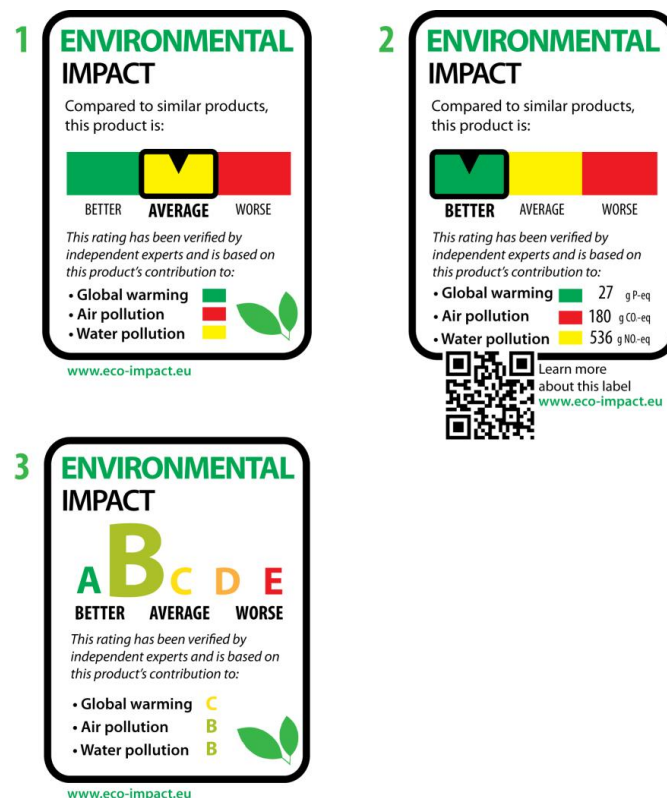 1
ENVIRONMENTAL
IMPACT
Compared to similar products,
this product is:
BETTER AVERAGE WORSE
This rating has been verified by
independent experts and is based on
this product's contribution to:
• Global warming
• Air pollution
• Water pollution
www.eco-impact.eu
2
ENVIRONMENTAL
IMPACT
Compared to similar products,
this product is:
BETTER AVERAGE WORSE
This rating has been verified by
independent experts and is based on
this product's contribution to:
• Global warming 27 g P-eq
• Air pollution 180 g CO.-eq
• Water pollution 536 g NO.-eq
Learn more
about this label
www.eco-impact.eu
3
ENVIRONMENTAL
IMPACT
A B C D E
BETTER AVERAGE WORSE
This rating has been verified by
independent experts and is based on
this product's contribution to:
• Global warming C
• Air pollution B
• Water pollution B
www.eco-impact.eu